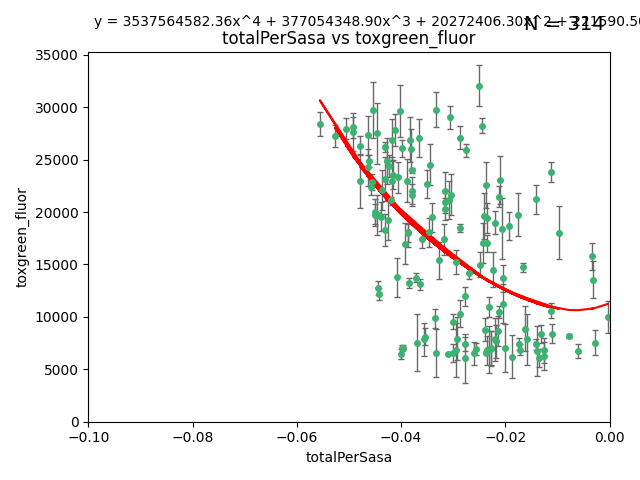 y = 3537564582.36x^4 + 377054348.90x^3 + 20272406.30x^2 +
N = 314
totalPerSasa vs toxgreen_fluor
35000
30000
25000
20000
15000
10000
5000
0
toxgreen_fluor
−0.10 −0.08 −0.06 −0.04 −0.02 0.00
totalPerSasa